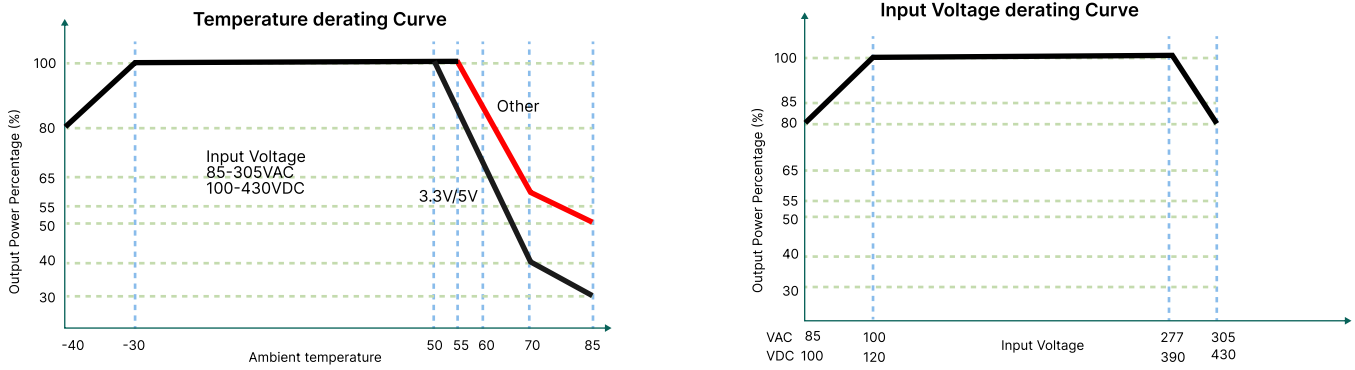 Temperature derating Curve
Output Power Percentage (%)
100
80
65
55
50
40
30
Other
Input Voltage
85-305VAC
100-430VDC
3.3V/5V
-40 -30 50 55 60 70 85
Ambient temperature
Input Voltage derating Curve
Output Power Percentage (%)
100
85
80
65
55
50
40
30
VAC 85 100 277 305
Input Voltage
VDC 100 120 390 430